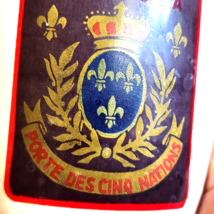 PORTE DES CINQ NATIONS